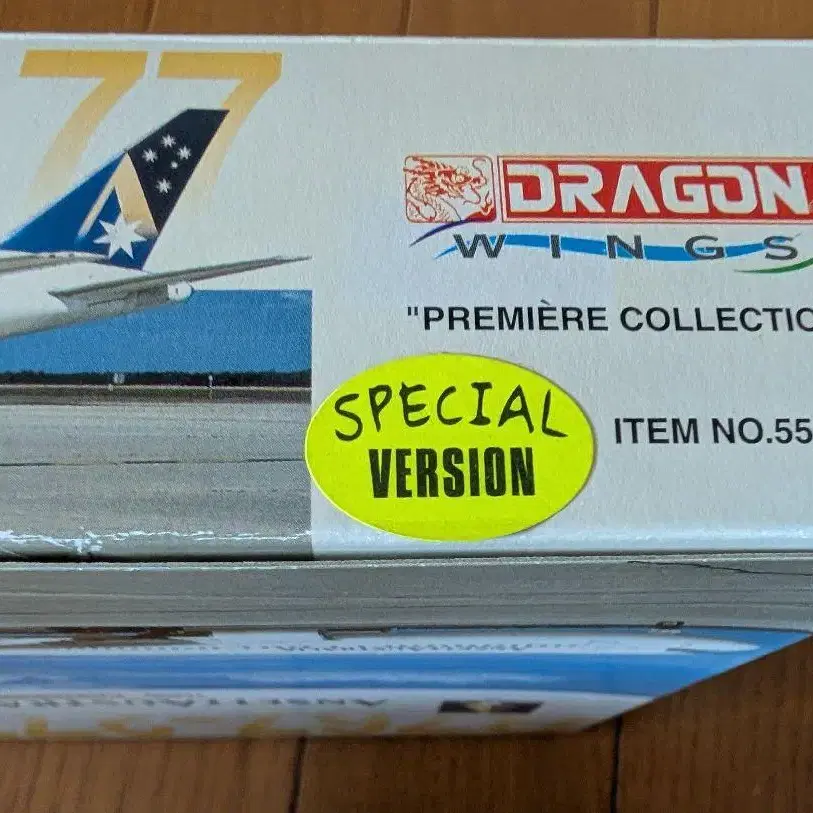 77
DRAGON
WINGS
"PREMIÈRE COLLECTIO
SPECIAL
VERSION
ITEM NO.55